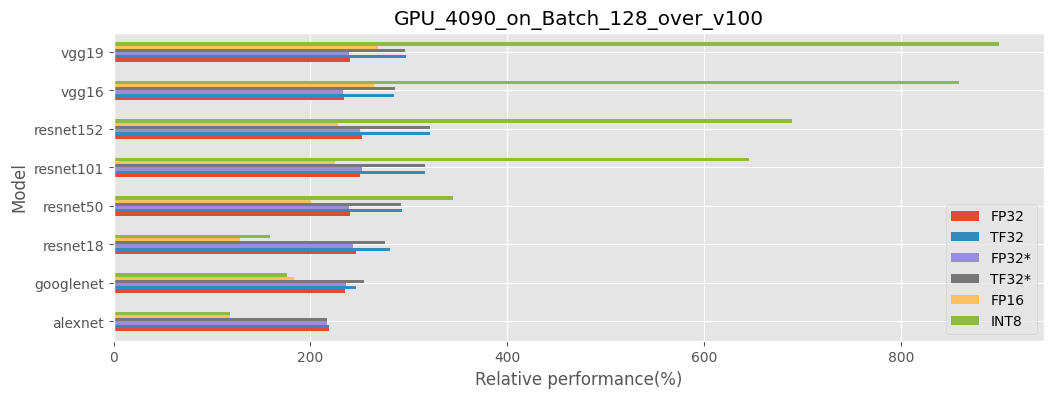 GPU_4090_on_Batch_128_over_v100
Model
vgg19
vgg16
resnet152
resnet101
resnet50
resnet18
googlenet
alexnet
0 200 400 600 800
Relative performance(%)
FP32
TF32
FP32*
TF32*
FP16
INT8